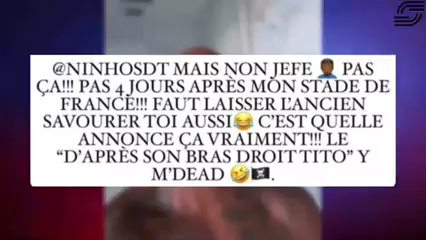 @NINHOSDT MAIS NON JEFE 🤦🏾‍♂️ PAS
ÇA!!! PAS 4 JOURS APRÈS MON STADE DE
FRANCE!!! FAUT LAISSER L'ANCIEN
SAVOURER TOI AUSSI😂 C'EST QUELLE
ANNONCE ÇA VRAIMENT!!! LE
"D'APRÈS SON BRAS DROIT TITO" Y
M'DEAD 🤣🏴‍☠️.